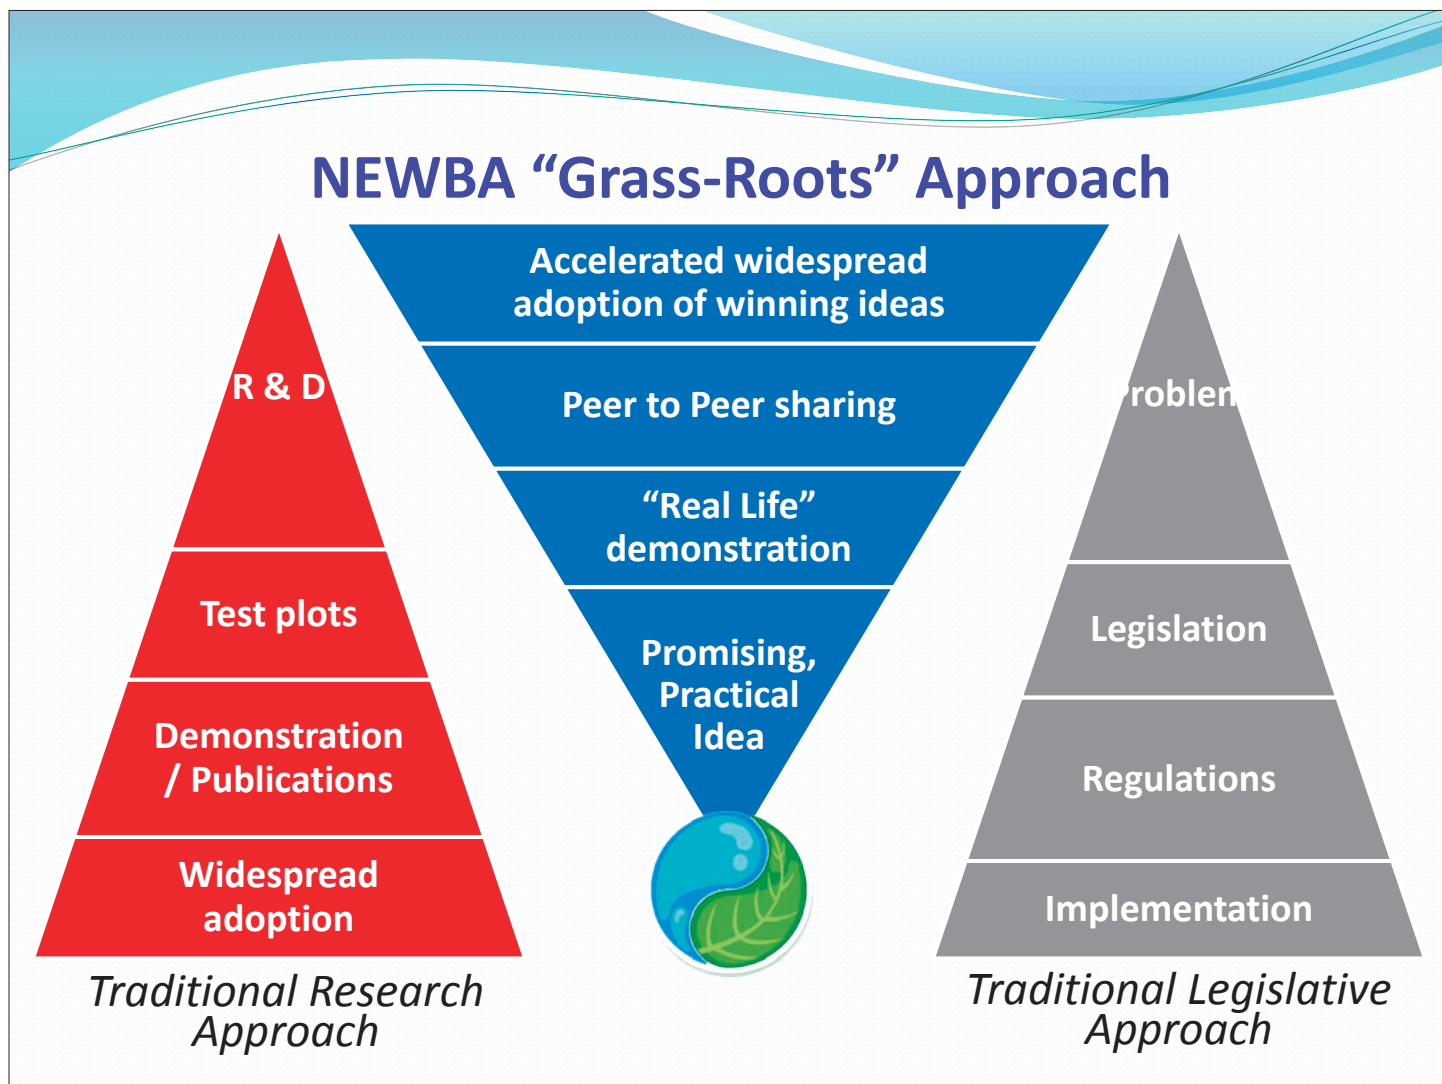 NEWBA “Grass-Roots” Approach
R & D
Test plots
Demonstration
/ Publications
Widespread
adoption
Traditional Research
Approach
Accelerated widespread
adoption of winning ideas
Peer to Peer sharing
“Real Life”
demonstration
Promising,
Practical
Idea
Problem
Legislation
Regulations
Implementation
Traditional Legislative
Approach